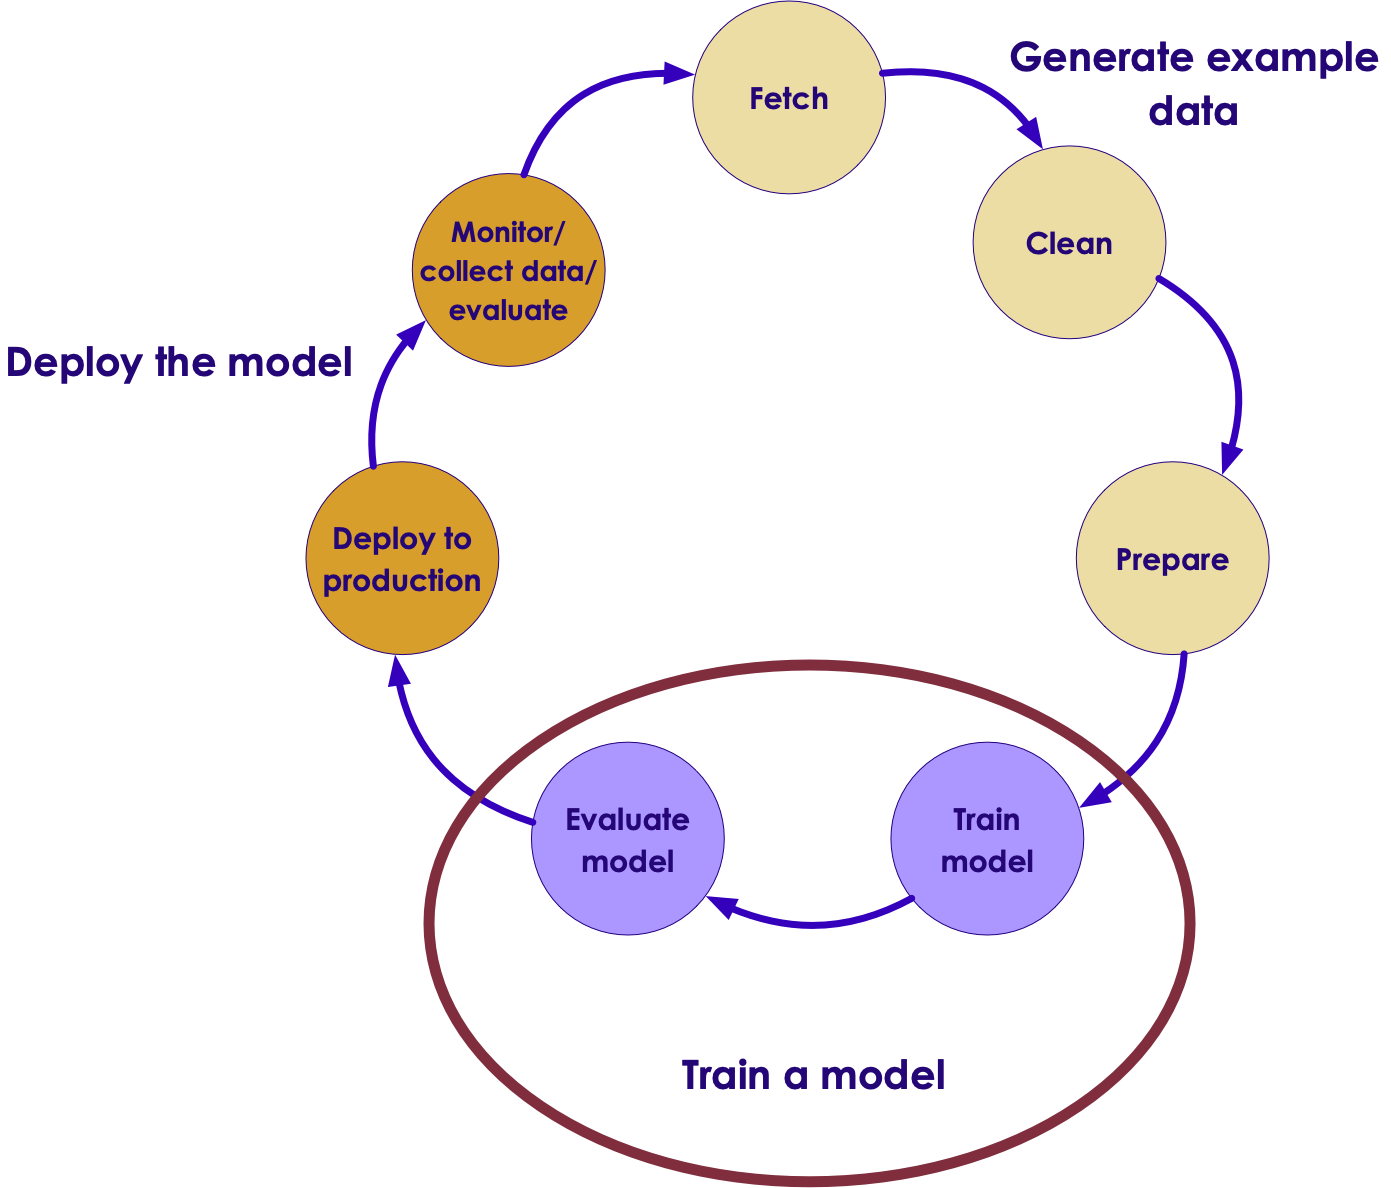 Fetch
Generate example
data
Clean
Prepare
Train
model
Evaluate
model
Train a model
Deploy to
production
Deploy the model
Monitor/
collect data/
evaluate